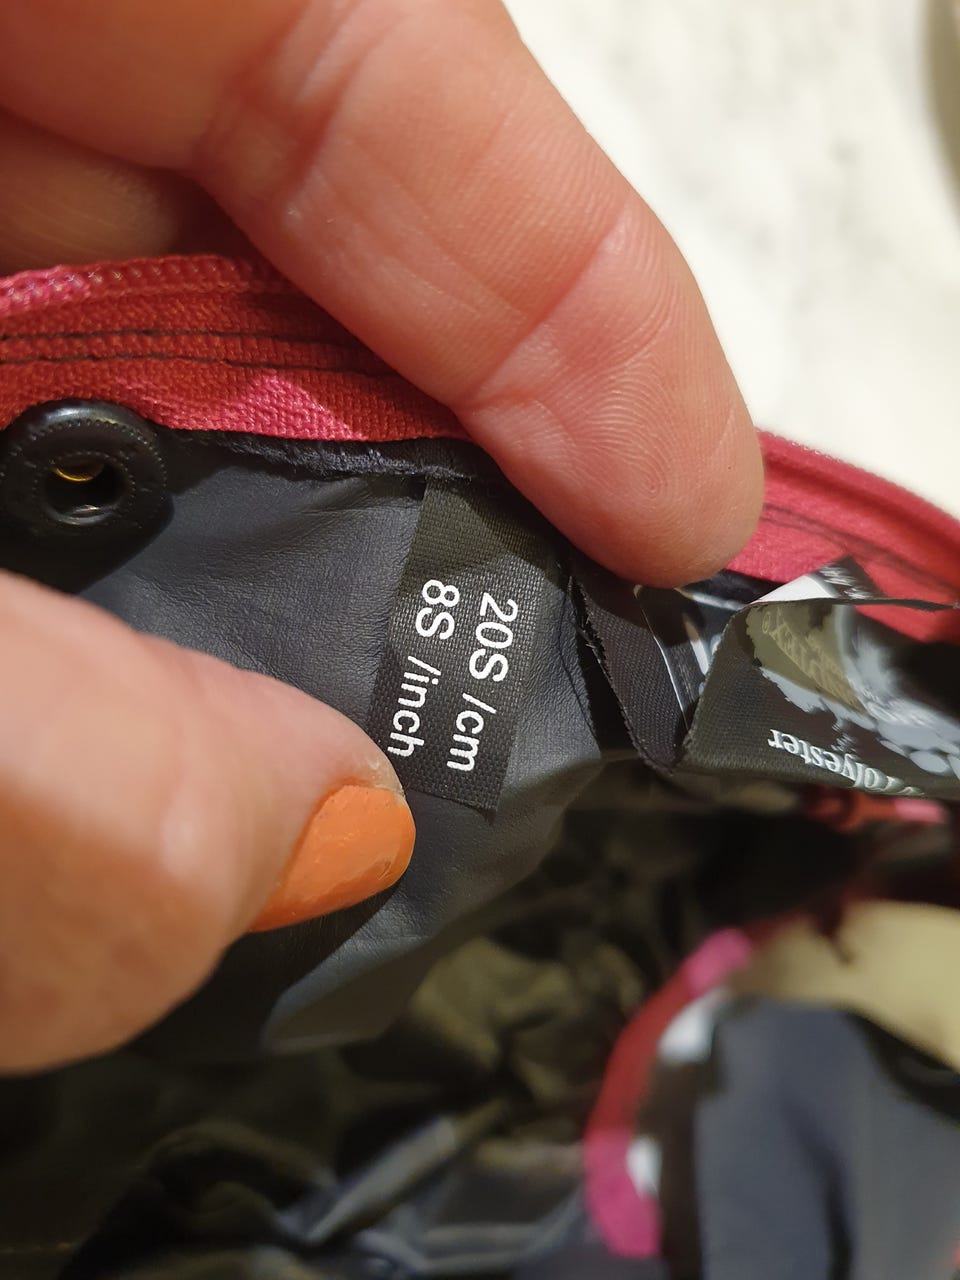 20S /cm
8S /inch
Polyester